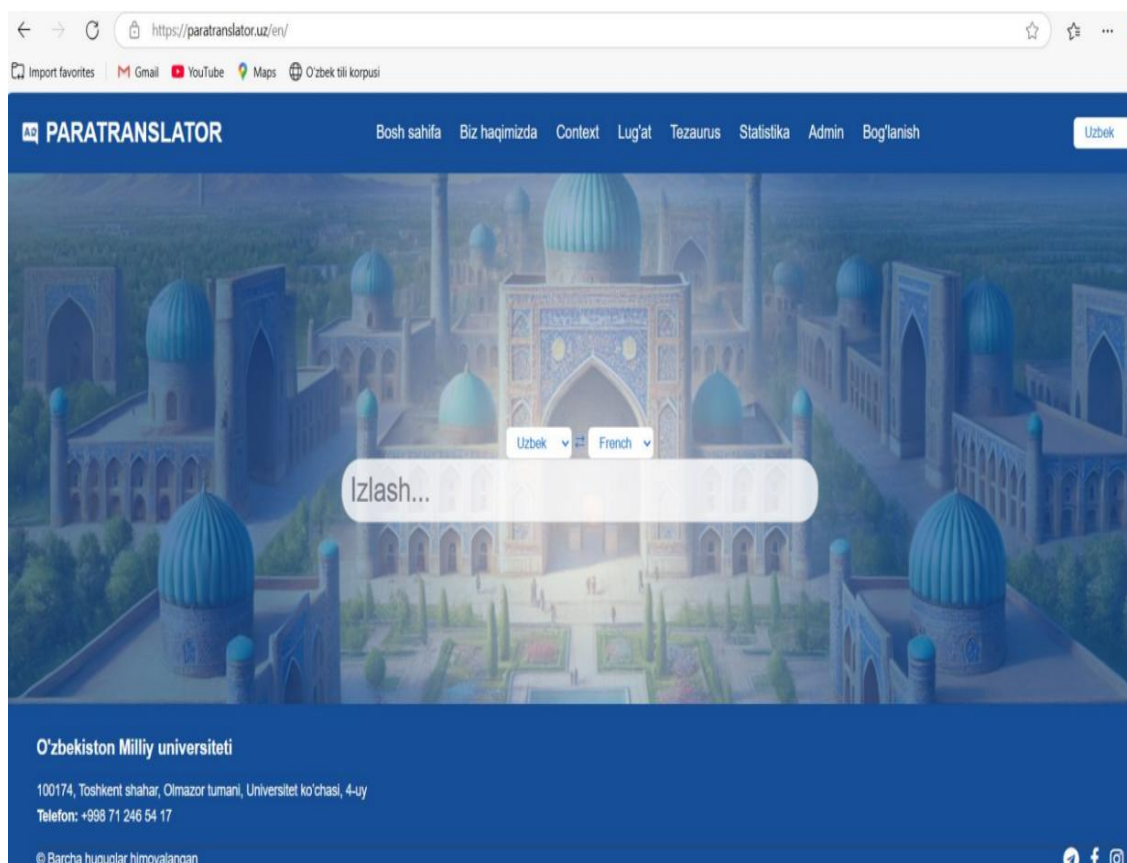 https://paratranslator.uz/en/
Import favorites Gmail YouTube Maps O'zbek tili korpusi
PARATRANSLATOR Bosh sahifa Biz haqimizda Context Lug'at Tezaurus Statistika Admin Bog'lanish Uzbek
Uzbek French
Izlash...
O'zbekiston Milliy universiteti
100174, Toshkent shahar, Olmazor tumani, Universitet ko'chasi, 4-uy
Telefon: +998 71 246 54 17
© Barcha huquqlar himoyalangan